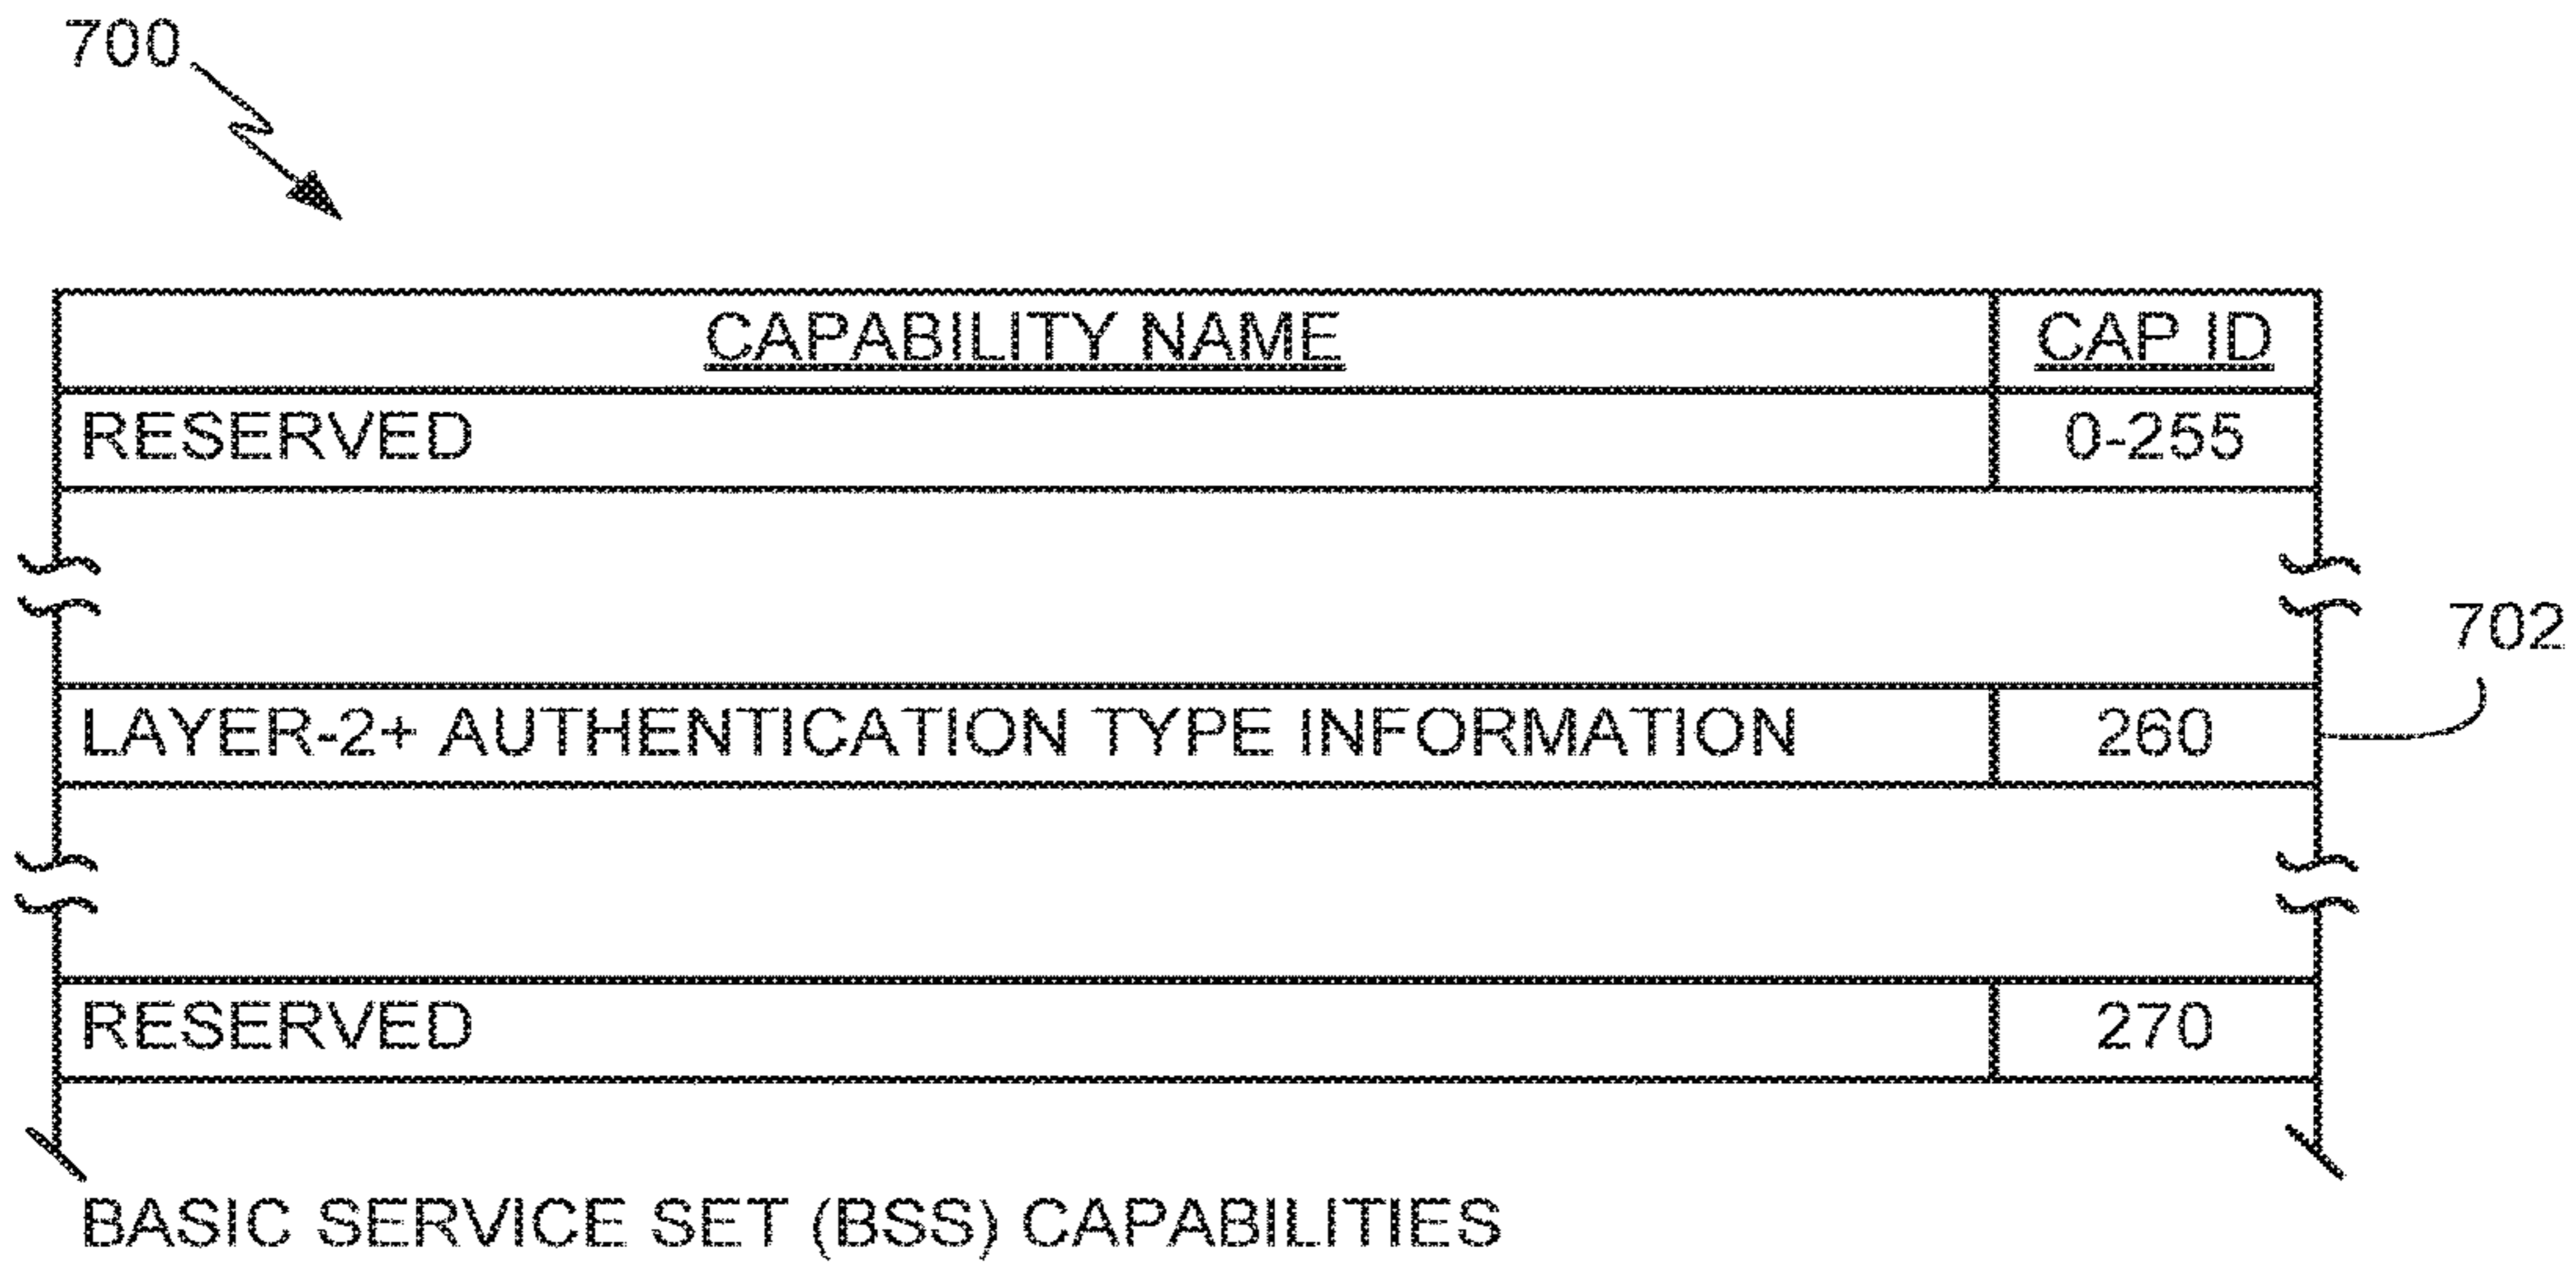 700
CAPABILITY NAME CAP ID
RESERVED 0-255
702
LAYER-2+ AUTHENTICATION TYPE INFORMATION 260
RESERVED 270
BASIC SERVICE SET (BSS) CAPABILITIES